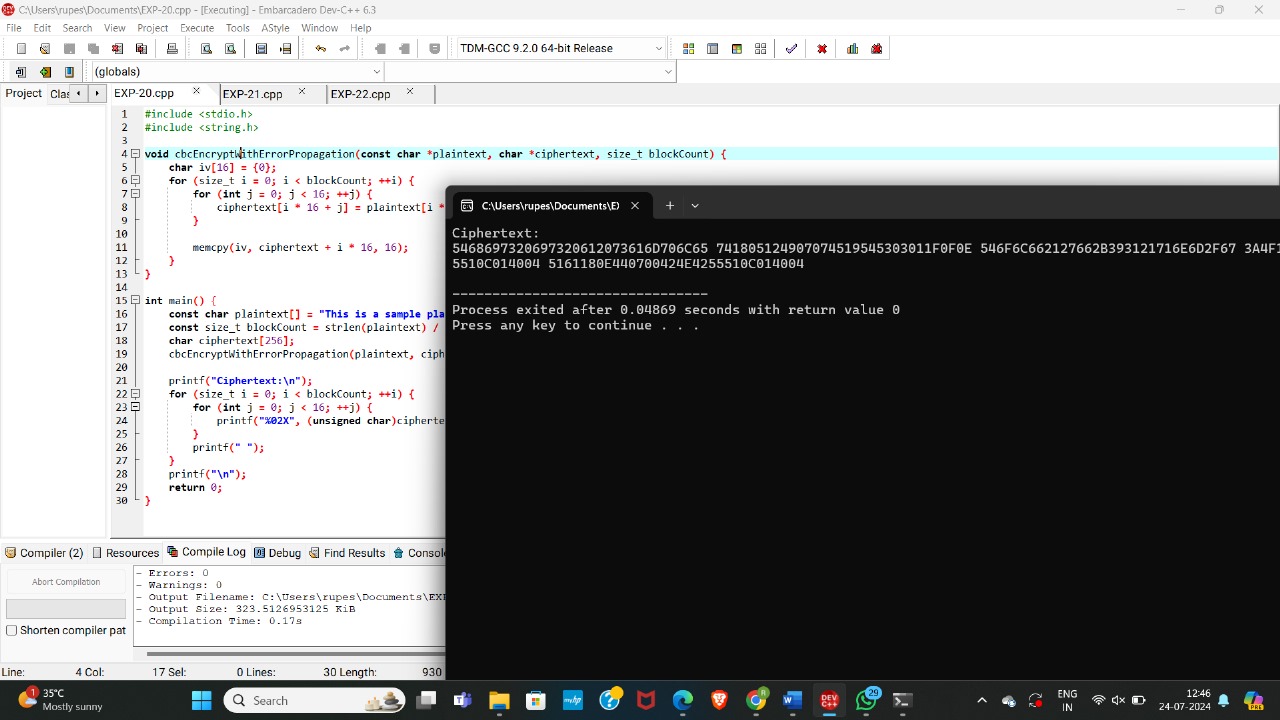 C:\Users\rupes\Documents\EXP-20.cpp - [Executing] - Embarcadero Dev-C++ 6.3
File Edit Search View Project Execute Tools AStyle Window Help
TDM-GCC 9.2.0 64-bit Release
(globals)
Project Clas
EXP-20.cpp EXP-21.cpp EXP-22.cpp
1 #include <stdio.h>
2 #include <string.h>
3
4 void cbcEncryptWithErrorPropagation(const char *plaintext, char *ciphertext, size_t blockCount) {
5 char iv[16] = {0};
6 for (size_t i = 0; i < blockCount; ++i) {
7 for (int j = 0; j < 16; ++j) {
8 ciphertext[i * 16 + j] = plaintext[i *
9 }
10
11 memcpy(iv, ciphertext + i * 16, 16);
12 }
13 }
14
15 int main() {
16 const char plaintext[] = "This is a sample pla
17 const size_t blockCount = strlen(plaintext) /
18 char ciphertext[256];
19 cbcEncryptWithErrorPropagation(plaintext, ciph
20
21 printf("Ciphertext:\n");
22 for (size_t i = 0; i < blockCount; ++i) {
23 for (int j = 0; j < 16; ++j) {
24 printf("%02X", (unsigned char)cipherte
25 }
26 printf(" ");
27 }
28 printf("\n");
29 return 0;
30 }
C:\Users\rupes\Documents\E)
Ciphertext:
546869732069732061207361 6D706C65 741805124907074519545303011F0F0E 546F6C662127662B393121716E6D2F67 3A4F1
5510C014004 5161180E440700424E4255510C014004
--------------------------------
Process exited after 0.04869 seconds with return value 0
Press any key to continue . . .
Compiler (2) Resources Compile Log Debug Find Results Console
Abort Compilation
Shorten compiler pat
- Errors: 0
- Warnings: 0
- Output Filename: C:\Users\rupes\Documents\EXP
- Output Size: 323.5126953125 KiB
- Compilation Time: 0.17s
Line: 4 Col: 17 Sel: 0 Lines: 30 Length: 930
1
35°C
Mostly sunny
Search
29
ENG
IN
12:46
24-07-2024